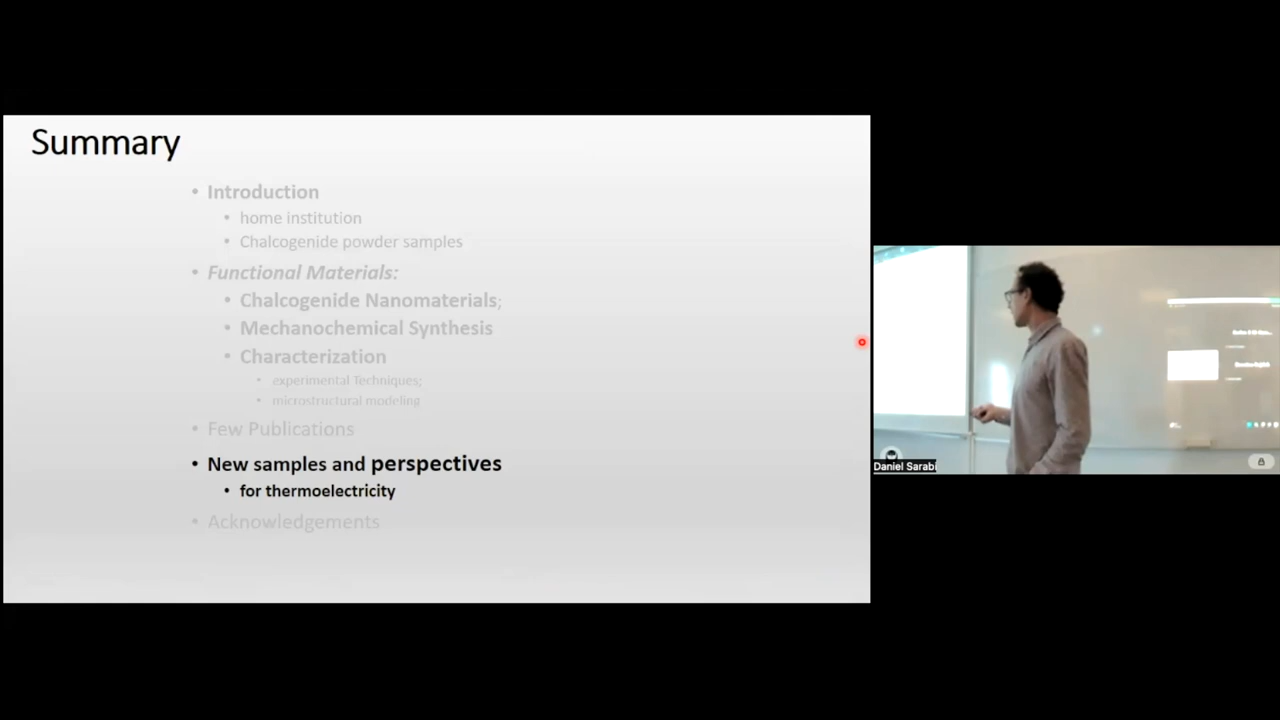 Summary
• Introduction
• home institution
• Chalcogenide powder samples
• Functional Materials:
• Chalcogenide Nanomaterials;
• Mechanochemical Synthesis
• Characterization
• experimental Techniques;
• microstructural modeling
• Few Publications
• New samples and perspectives
• for thermoelectricity
• Acknowledgements
Daniel Sarabi